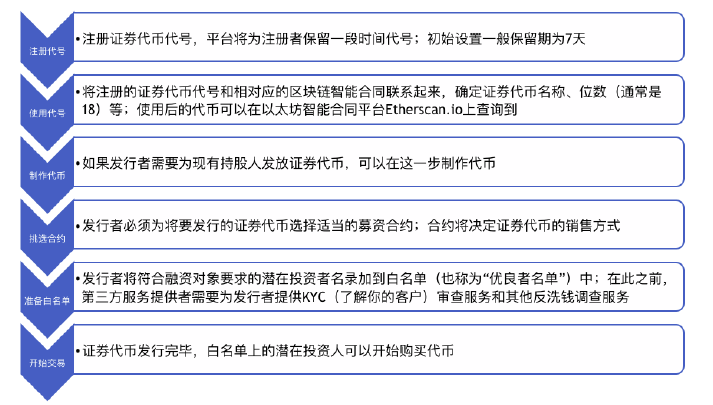 注册代号
•注册证券代币代号，平台将为注册者保留一段时间代号；初始设置一般保留期为7天
使用代号
•将注册的证券代币代号和相对应的区块链智能合同联系起来，确定证券代币名称、位数（通常是
18）等；使用后的代币可以在以太坊智能合同平台Etherscan.io上查询到
制作代币
•如果发行者需要为现有持股人发放证券代币，可以在这一步制作代币
挑选合约
•发行者必须为将要发行的证券代币选择适当的募资合约；合约将决定证券代币的销售方式
准备白名单
•发行者将符合融资对象要求的潜在投资者名录加到白名单（也称为“优良者名单”）中；在此之前，
第三方服务提供者需要为发行者提供KYC（了解你的客户）审查服务和其他反洗钱调查服务
开始交易
•证券代币发行完毕，白名单上的潜在投资人可以开始购买代币